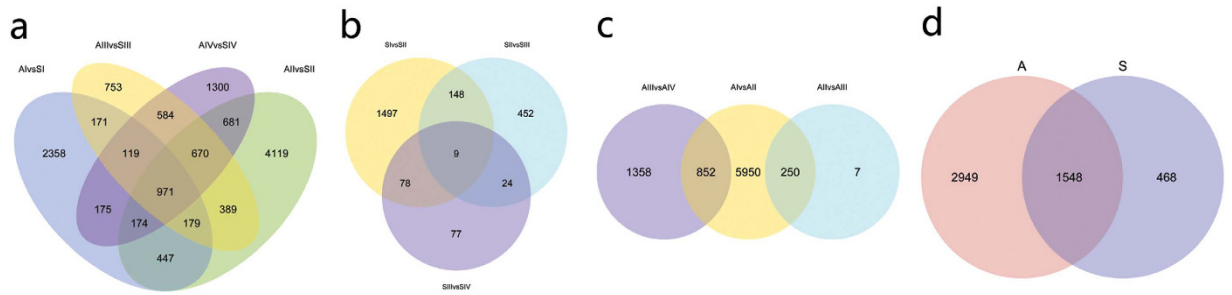 a
AIvsSI
AIIIvsSIII
AIVvsSIV
AIIvsSII
753
1300
171
584
681
2358
119
670
4119
971
175
174
179
389
447
b
SIvsSII
SIIvsSIII
148
1497
452
9
78
24
77
SIIIvsSIV
c
AIIIvsAIV
AIvsAII
AIIvsAIII
1358
852
5950
250
7
d
A
S
2949
1548
468